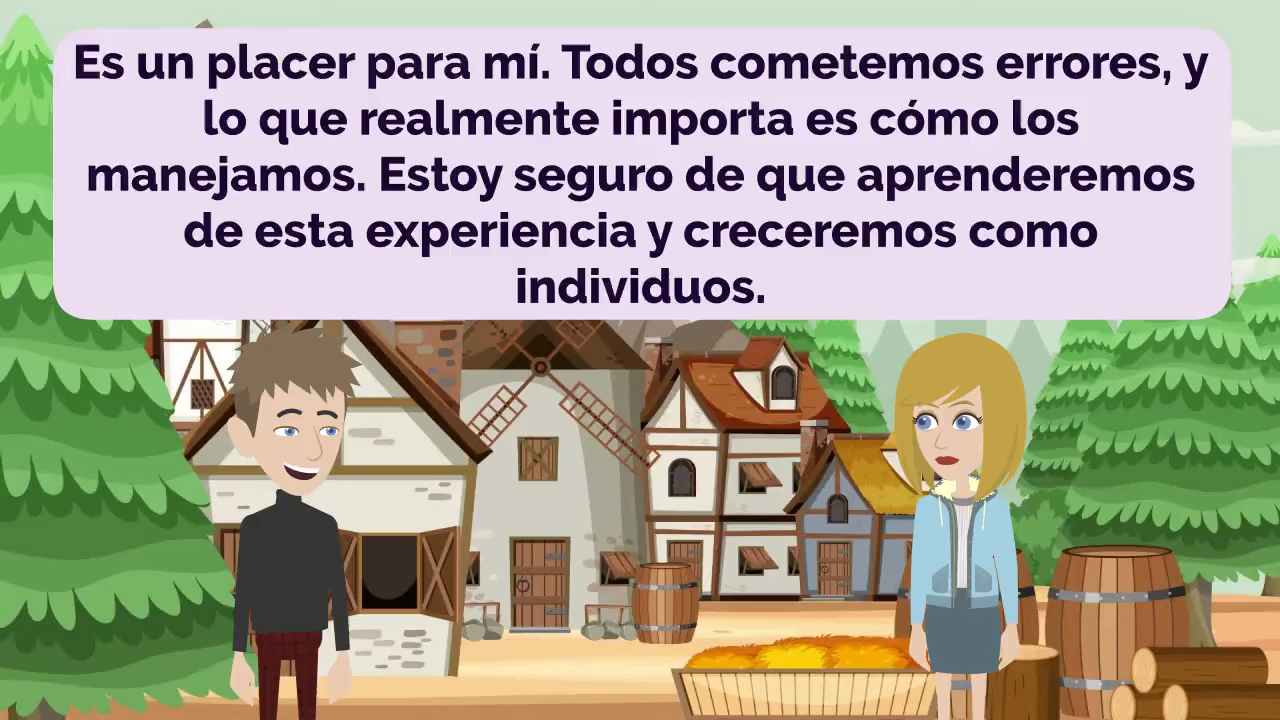 Es un placer para mí. Todos cometemos errores, y
lo que realmente importa es cómo los
manejamos. Estoy seguro de que aprenderemos
de esta experiencia y creceremos como
individuos.